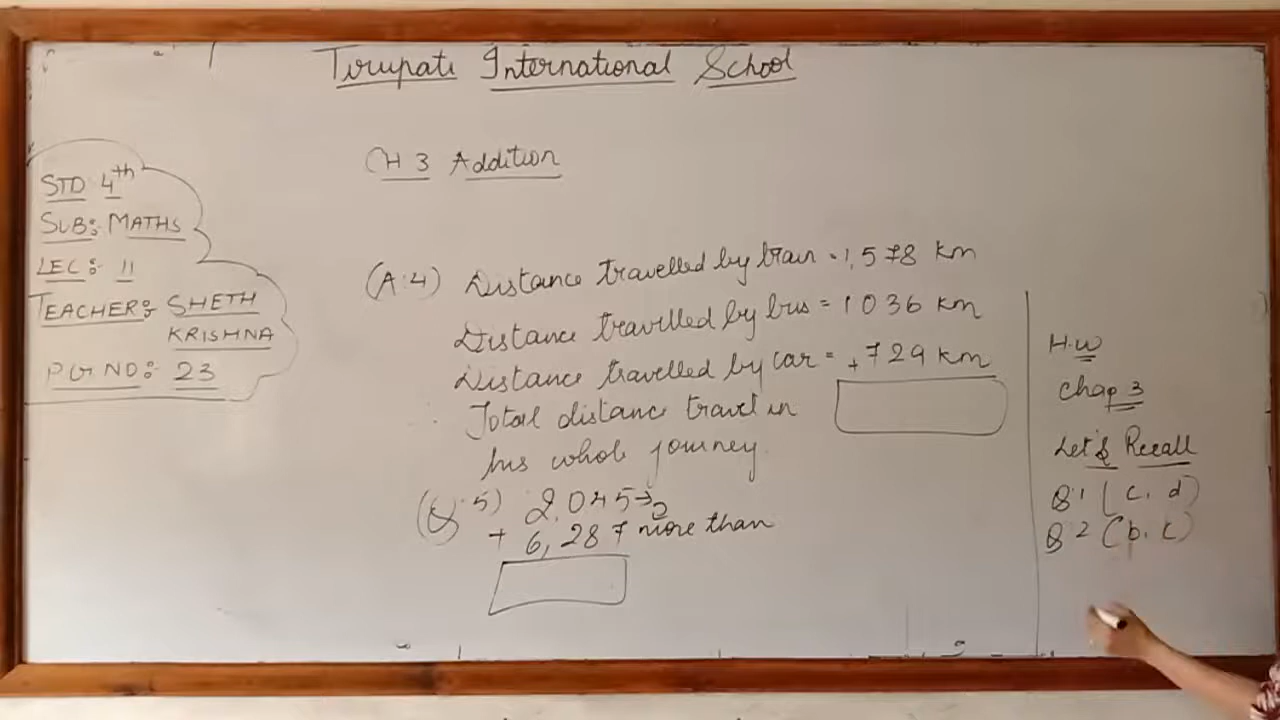 Tirupati International School
CH 3 Addition
STD 4th
SUB: MATHS
LEC: 11
TEACHER: SHETH
KRISHNA
PG NO: 23
(A.4) Distance travelled by train = 1,578 km
Distance travelled by bus = 1036 km
Distance travelled by car = +729 km
∴ Total distance travel in
his whole journey
(Q.5) 2,045 →
+ 6,287 more than
H.W
Chap 3
Let's Recall
Q 1 (c, d)
Q 2 (b, c)